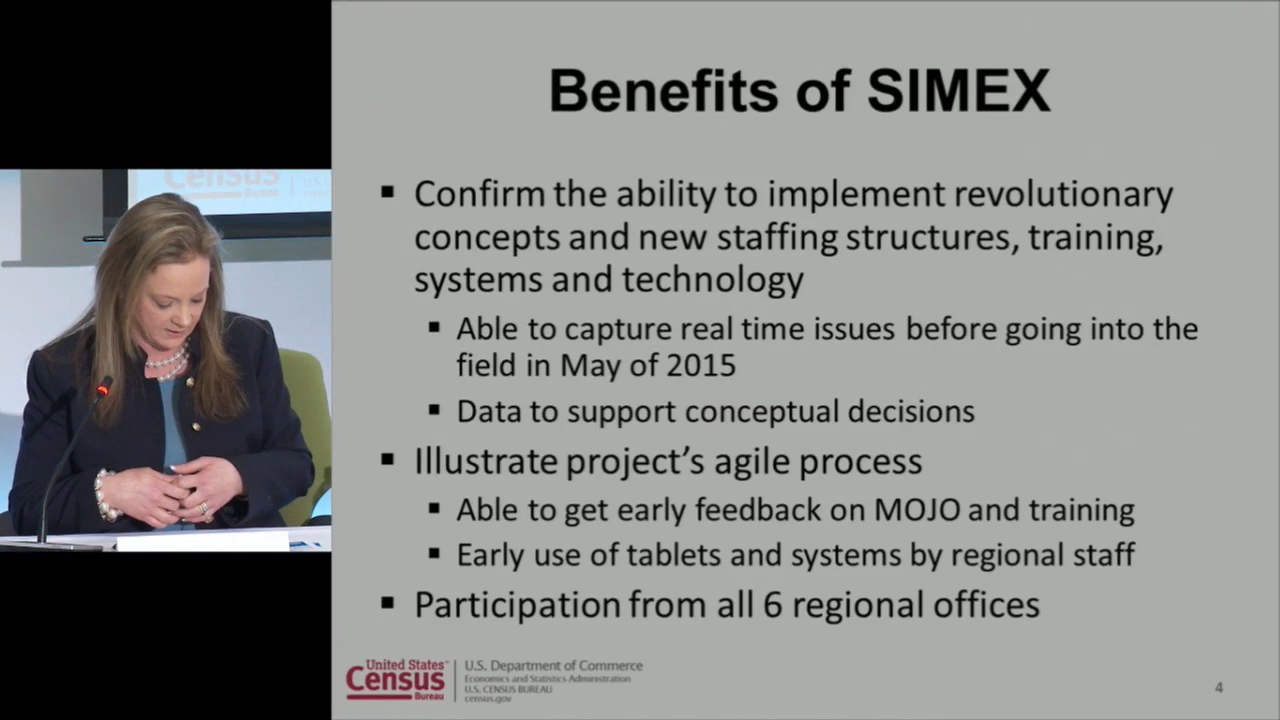 Benefits of SIMEX
▪ Confirm the ability to implement revolutionary
concepts and new staffing structures, training,
systems and technology
▪ Able to capture real time issues before going into the
field in May of 2015
▪ Data to support conceptual decisions
▪ Illustrate project’s agile process
▪ Able to get early feedback on MOJO and training
▪ Early use of tablets and systems by regional staff
▪ Participation from all 6 regional offices
United States™
Census
Bureau
U.S. Department of Commerce
Economics and Statistics Administration
U.S. CENSUS BUREAU
census.gov
4
Census
Bureau